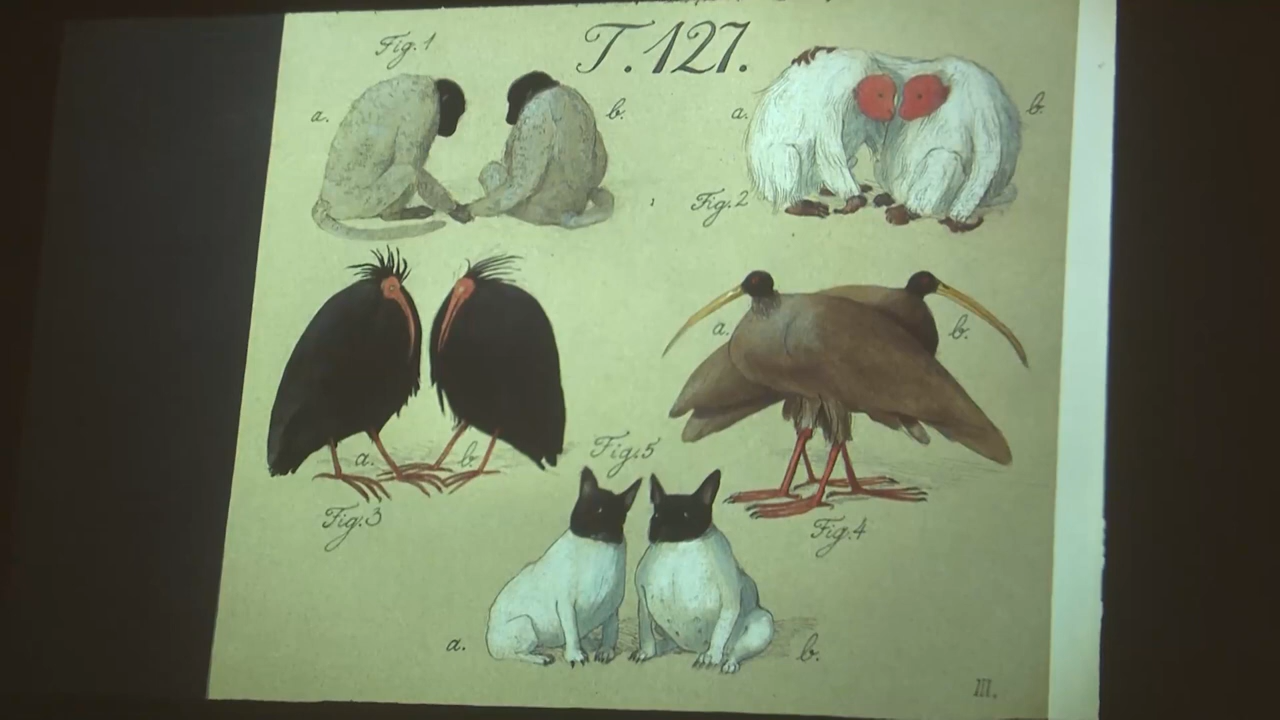 T. 127.
Fig. 1
a.
b.
a.
b.
Fig. 2
a.
b.
Fig. 3
a.
b.
Fig. 4
Fig. 5
a.
b.
III.